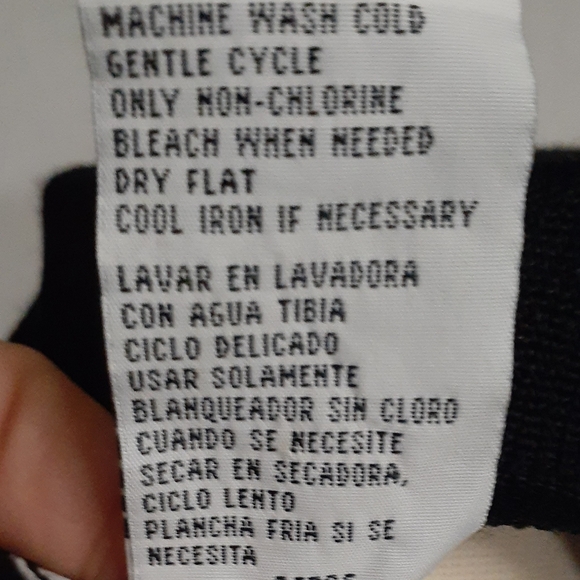 MACHINE WASH COLD
GENTLE CYCLE
ONLY NON-CHLORINE
BLEACH WHEN NEEDED
DRY FLAT
COOL IRON IF NECESSARY
LAVAR EN LAVADORA
CON AGUA TIBIA
CICLO DELICADO
USAR SOLAMENTE
BLANQUEADOR SIN CLORO
CUANDO SE NECESITE
SECAR EN SECADORA,
CICLO LENTO
PLANCHA FRIA SI SE
NECESITA